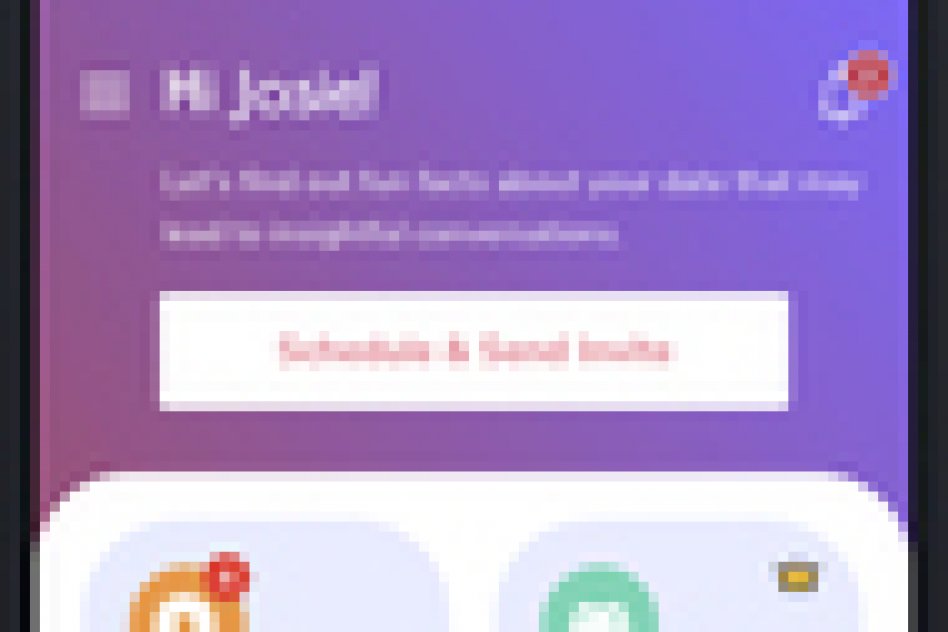 Hi Josie!
Let's find out fun facts about your date that may
lead to insightful conversations.
Schedule & Send Invite